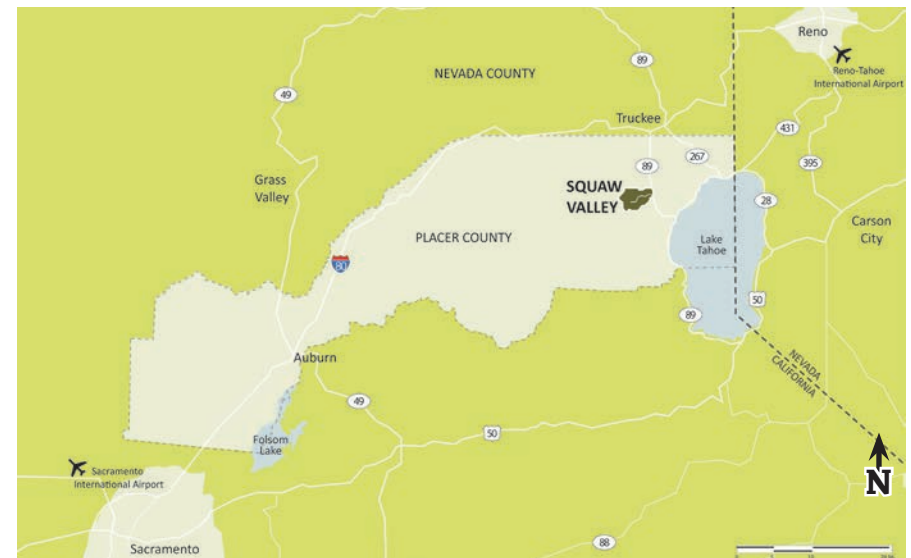 Reno
89
NEVADA COUNTY
Reno-Tahoe
International Airport
49
Truckee
431
89
267
395
Grass
Valley
SQUAW
VALLEY
28
Carson
City
PLACER COUNTY
Lake
Tahoe
80
50
89
NEVADA
CALIFORNIA
Auburn
49
50
Folsom
Lake
Sacramento
International Airport
N
Sacramento
88